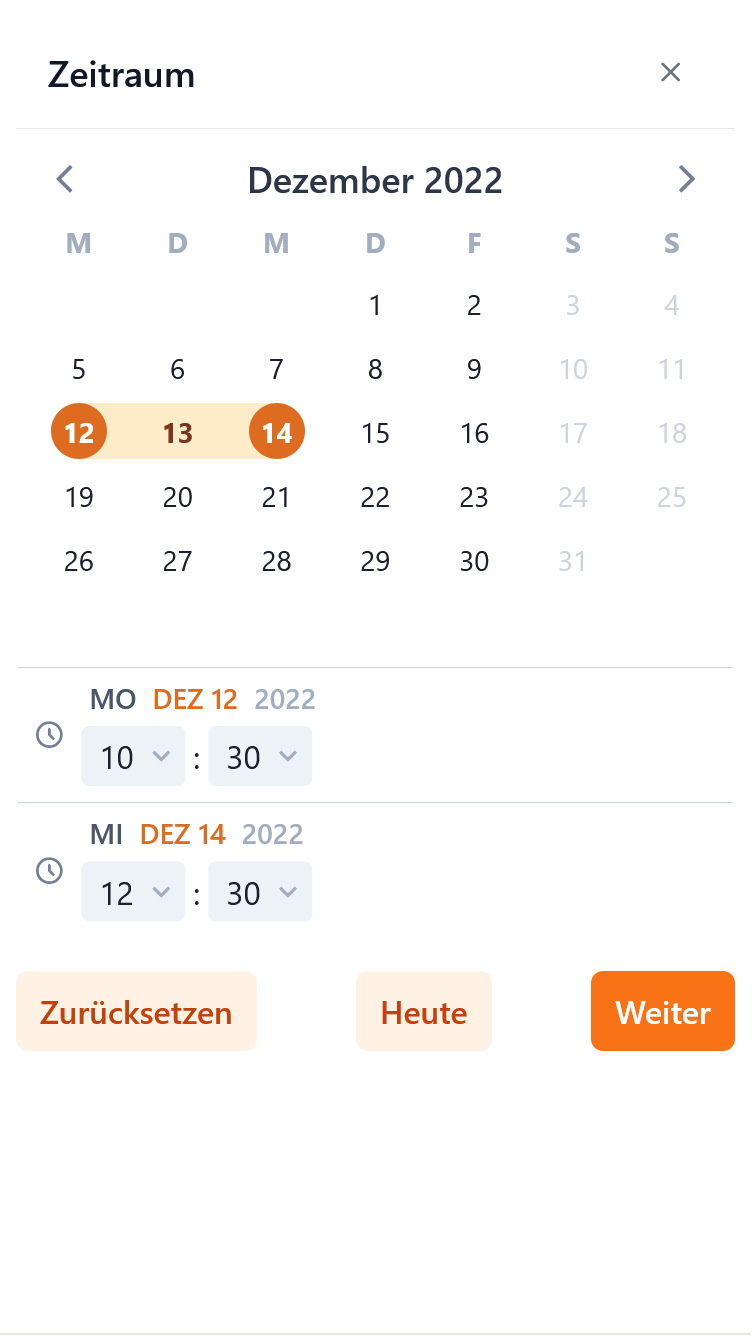 Zeitraum
Dezember 2022
M D M D F S S
1 2 3 4
5 6 7 8 9 10 11
12 13 14 15 16 17 18
19 20 21 22 23 24 25
26 27 28 29 30 31
MO DEZ 12 2022
10 : 30
MI DEZ 14 2022
12 : 30
Zurücksetzen Heute Weiter